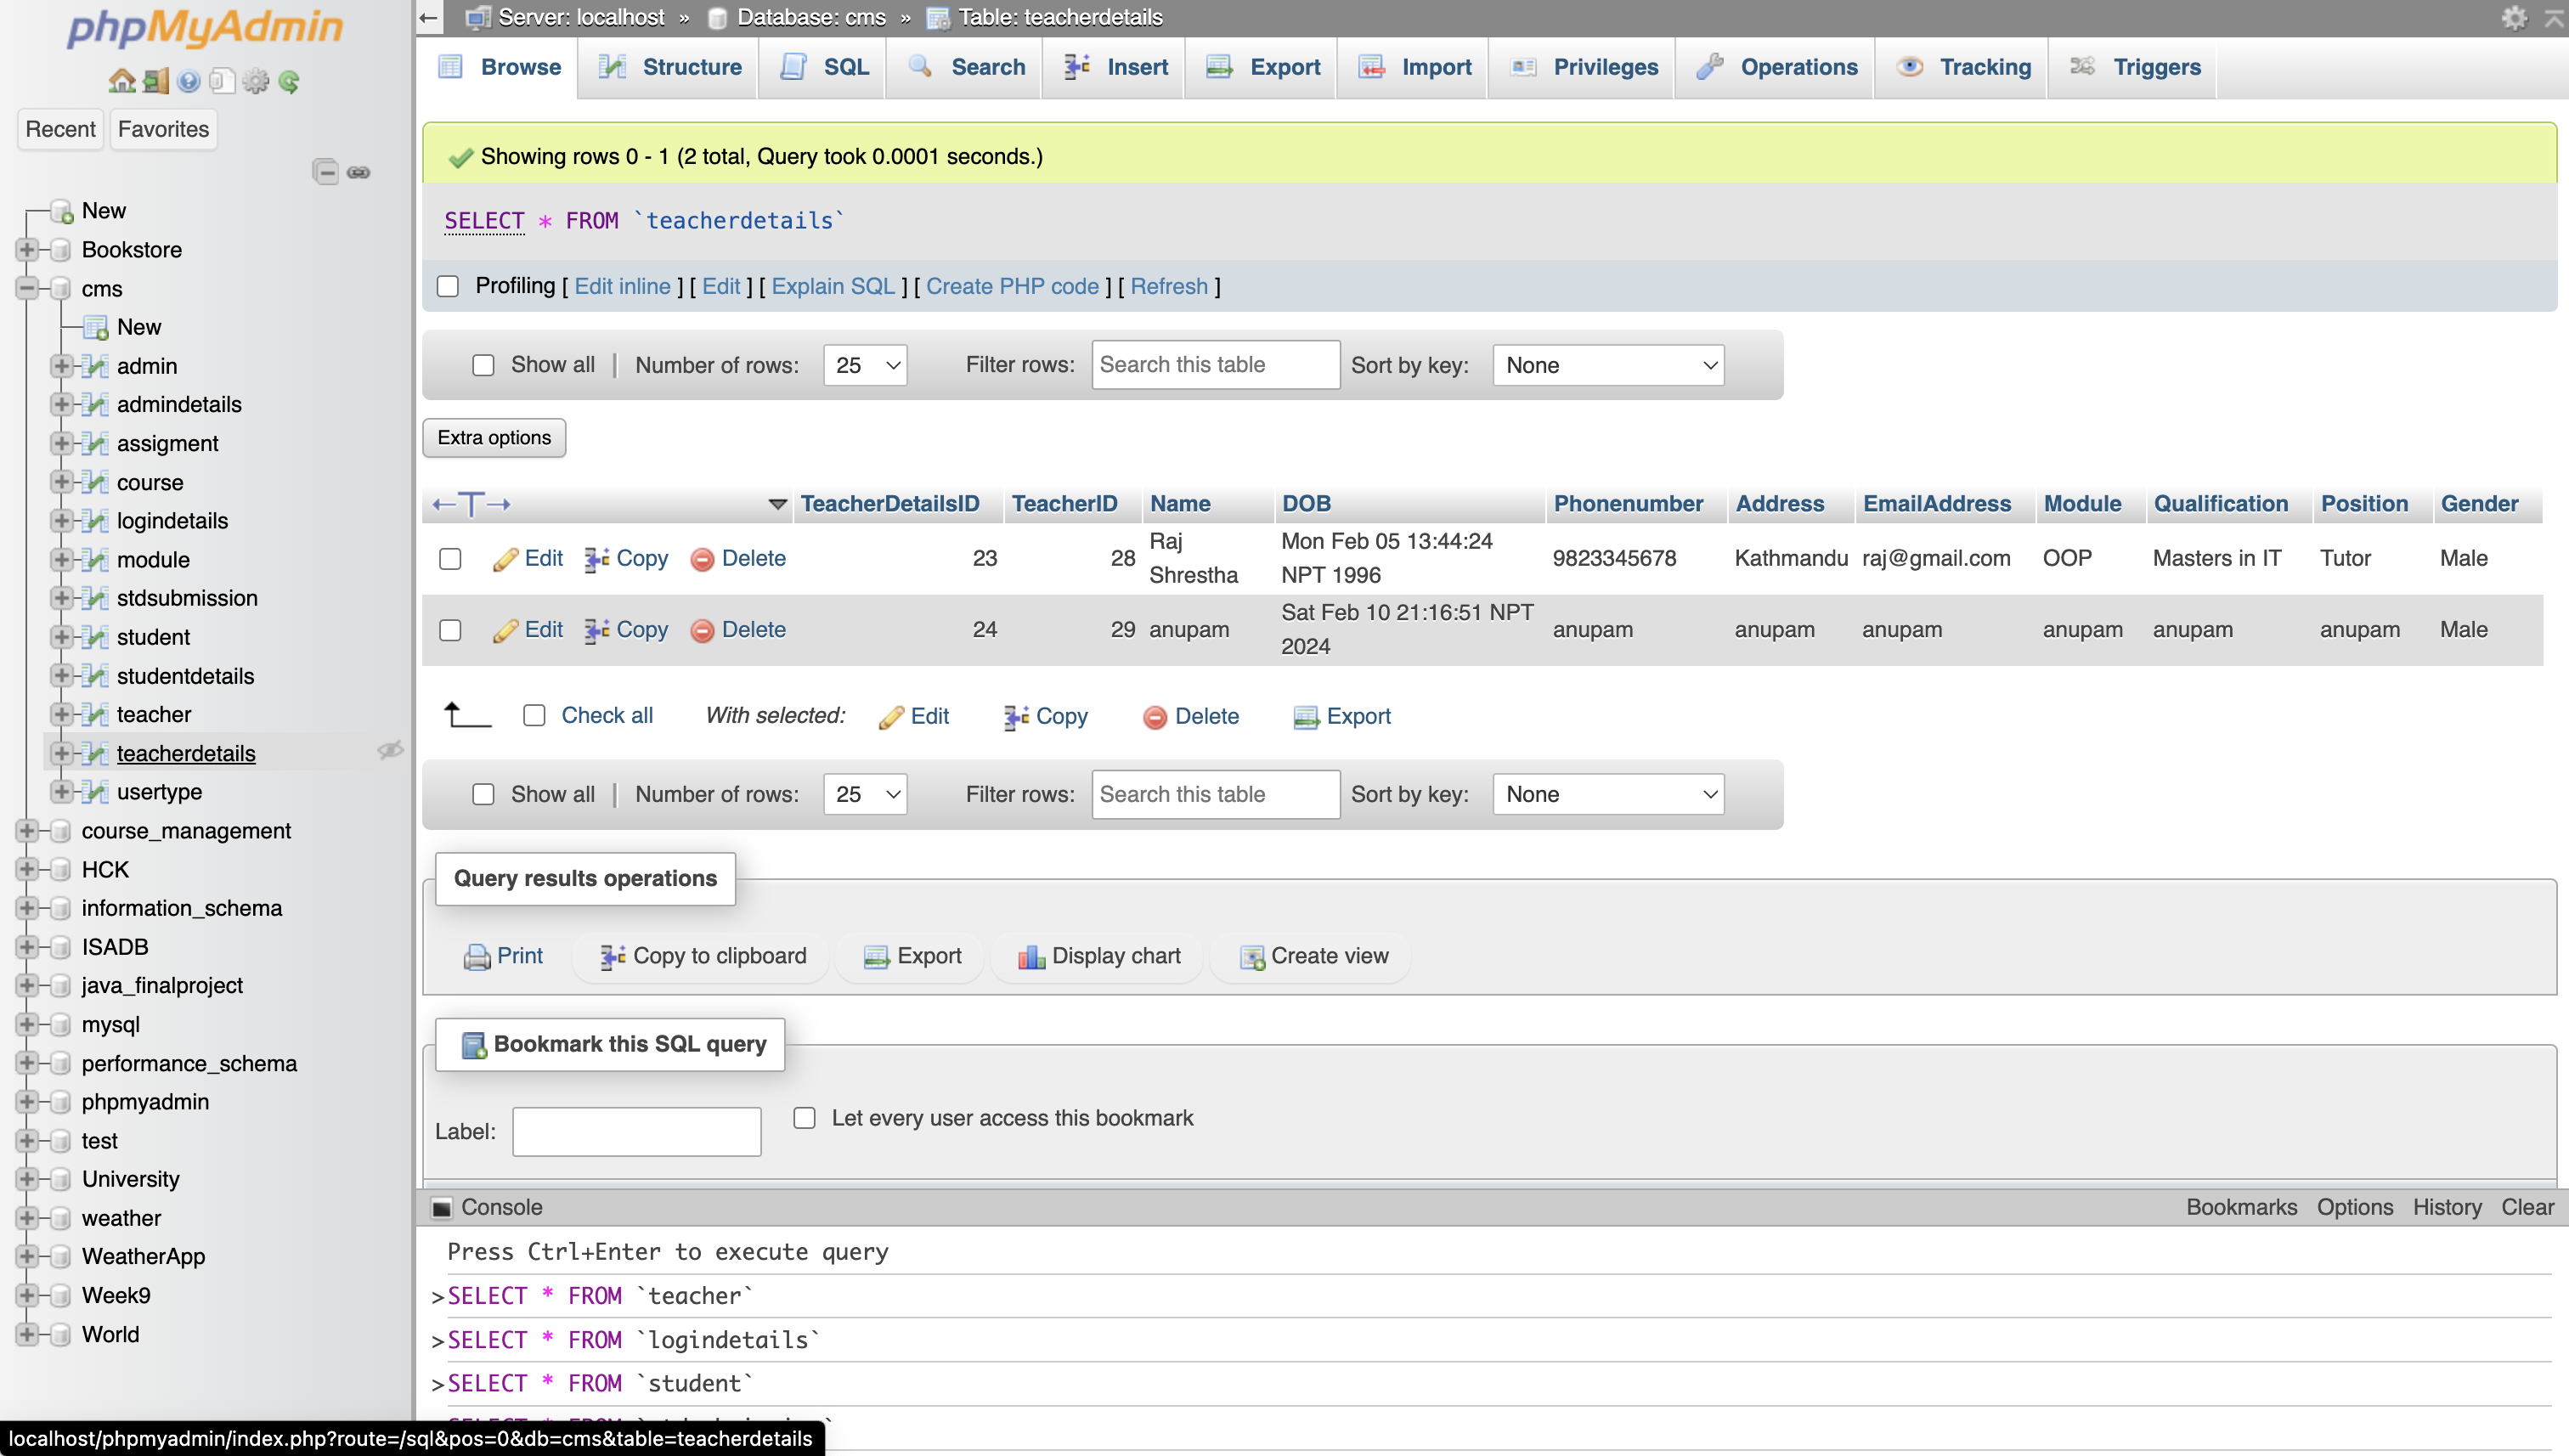 phpMyAdmin
Recent Favorites
New
Bookstore
cms
New
admin
admindetails
assigment
course
logindetails
module
stdsubmission
student
studentdetails
teacher
teacherdetails
usertype
course_management
HCK
information_schema
ISADB
java_finalproject
mysql
performance_schema
phpmyadmin
test
University
weather
WeatherApp
Week9
World
Server: localhost » Database: cms » Table: teacherdetails
Browse Structure SQL Search Insert Export Import Privileges Operations Tracking Triggers
Showing rows 0 - 1 (2 total, Query took 0.0001 seconds.)
SELECT * FROM `teacherdetails`
Profiling [ Edit inline ] [ Edit ] [ Explain SQL ] [ Create PHP code ] [ Refresh ]
Show all | Number of rows: 25 Filter rows: Search this table Sort by key: None
Extra options
←T→ TeacherDetailsID TeacherID Name DOB Phonenumber Address EmailAddress Module Qualification Position Gender
Edit Copy Delete 23 28 Raj Shrestha Mon Feb 05 13:44:24 NPT 1996 9823345678 Kathmandu raj@gmail.com OOP Masters in IT Tutor Male
Edit Copy Delete 24 29 anupam Sat Feb 10 21:16:51 NPT 2024 anupam anupam anupam anupam anupam anupam Male
Check all With selected: Edit Copy Delete Export
Show all | Number of rows: 25 Filter rows: Search this table Sort by key: None
Query results operations
Print Copy to clipboard Export Display chart Create view
Bookmark this SQL query
Label: Let every user access this bookmark
Console Bookmarks Options History Clear
Press Ctrl+Enter to execute query
>SELECT * FROM `teacher`
>SELECT * FROM `logindetails`
>SELECT * FROM `student`
localhost/phpmyadmin/index.php?route=/sql&pos=0&db=cms&table=teacherdetails